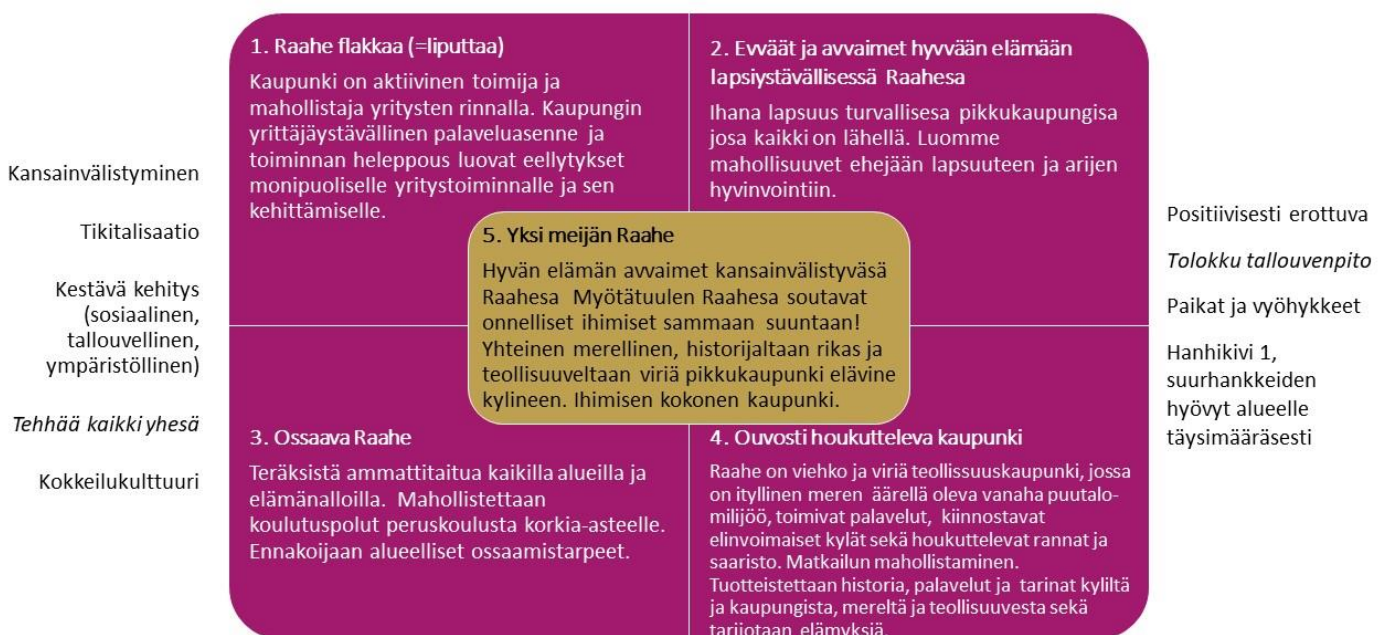 1. Raahe flakkaa (=liputtaa)
Kaupunki on aktiivinen toimija ja
mahollistaja yritysten rinnalla. Kaupungin
yrittäjäystävällinen palaveluasenne ja
toiminnan heleppous luovat eellytykset
monipuoliselle yritystoiminnalle ja sen
kehittämiselle.
2. Evväät ja avvaimet hyvvään elämään
lapsiystävällisessä Raahesa
Ihana lapsuus turvallisesa pikkukaupungisa
josa kaikki on lähellä. Luomme
mahollisuuvet ehejään lapsuuteen ja arijen
hyvinvointiin.
Kansainvälistyminen
Tikitalisaatio
Kestävä kehitys
(sosiaalinen,
tallouvellinen,
ympäristöllinen)
Tehhää kaikki yhesä
Kokkeilukulttuuri
5. Yksi meijän Raahe
Hyvän elämän avvaimet kansainvälistyväsä
Raahesa Myötätuulen Raahesa soutavat
onnelliset ihimiset sammaan suuntaan!
Yhteinen merellinen, historijaltaan rikas ja
teollisuuveltaan viriä pikkukaupunki elävine
kylineen. Ihimisen kokonen kaupunki.
Positiivisesti erottuva
Tolokku tallouvenpito
Paikat ja vyöhykkeet
Hanhikivi 1,
suurhankkeiden
hyövyt alueelle
täysimääräsesti
3. Ossaava Raahe
Teräksistä ammattitaitua kaikilla alueilla ja
elämänalloilla. Mahollistettaan
koulutuspolut peruskoulusta korkia-asteelle.
Ennakoijaan alueelliset ossaamistarpeet.
4. Ouvosti houkutteleva kaupunki
Raahe on viehko ja viriä teollissuuskaupunki, jossa
on ityllinen meren äärellä oleva vanaha puutalo-
milijöö, toimivat palavelut, kiinnostavat
elinvoimaiset kylät sekä houkuttelevat rannat ja
saaristo. Matkailun mahollistaminen.
Tuotteistettaan historia, palavelut ja tarinat kyliltä
ja kaupungista, mereltä ja teollisuuvesta sekä
tarijotaan elämyksiä.